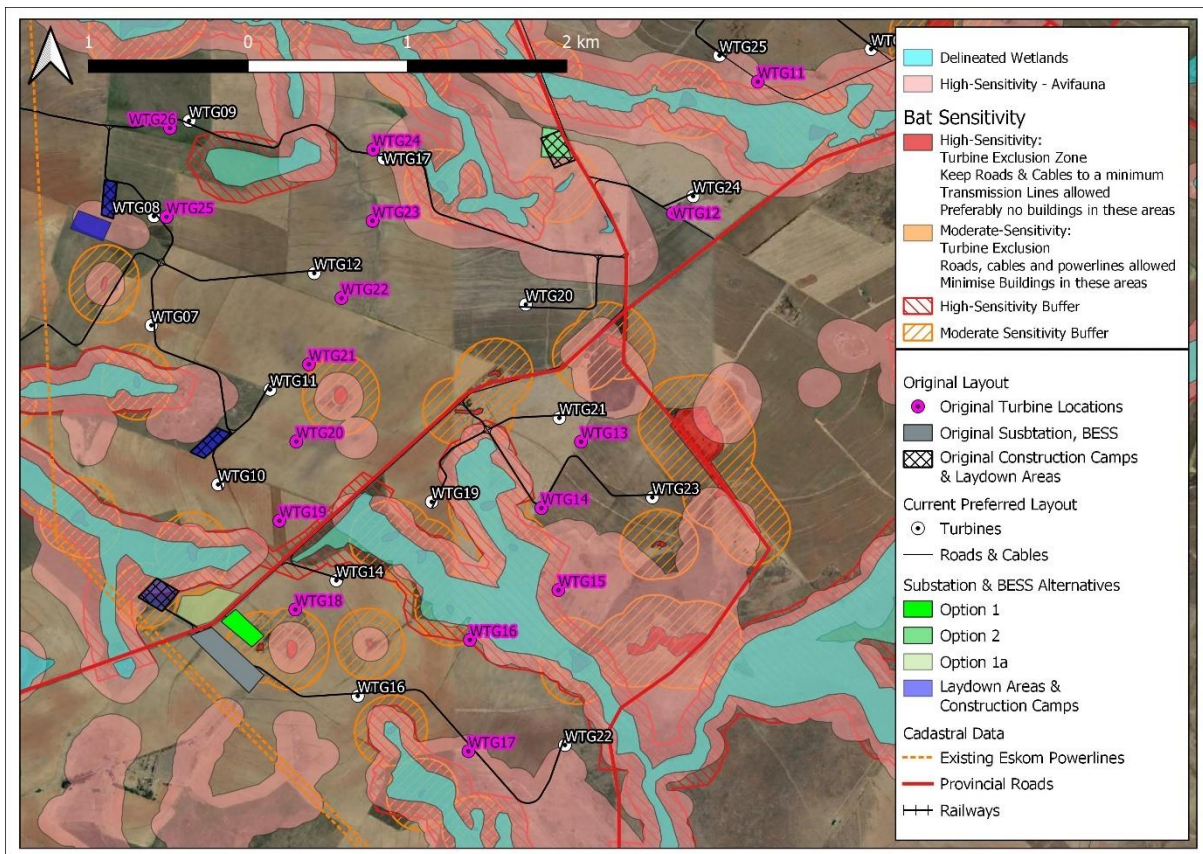 1 0 1 2 km
WTG25
WTG11
WTG09
WTG26
WTG24
WTG17
WTG24
WTG12
WTG08
WTG25
WTG23
WTG12
WTG22
WTG20
WTG07
WTG21
WTG11
WTG21
WTG20
WTG13
WTG10
WTG19
WTG23
WTG14
WTG19
WTG14
WTG15
WTG18
WTG16
WTG16
WTG17
WTG22
Delineated Wetlands
High-Sensitivity - Avifauna
Bat Sensitivity
High-Sensitivity:
Turbine Exclusion Zone
Keep Roads & Cables to a minimum
Transmission Lines allowed
Preferably no buildings in these areas
Moderate-Sensitivity:
Turbine Exclusion
Roads, cables and powerlines allowed
Minimise Buildings in these areas
High-Sensitivity Buffer
Moderate Sensitivity Buffer
Original Layout
Original Turbine Locations
Original Susbtation, BESS
Original Construction Camps
& Laydown Areas
Current Preferred Layout
Turbines
Roads & Cables
Substation & BESS Alternatives
Option 1
Option 2
Option 1a
Laydown Areas &
Construction Camps
Cadastral Data
Existing Eskom Powerlines
Provincial Roads
Railways